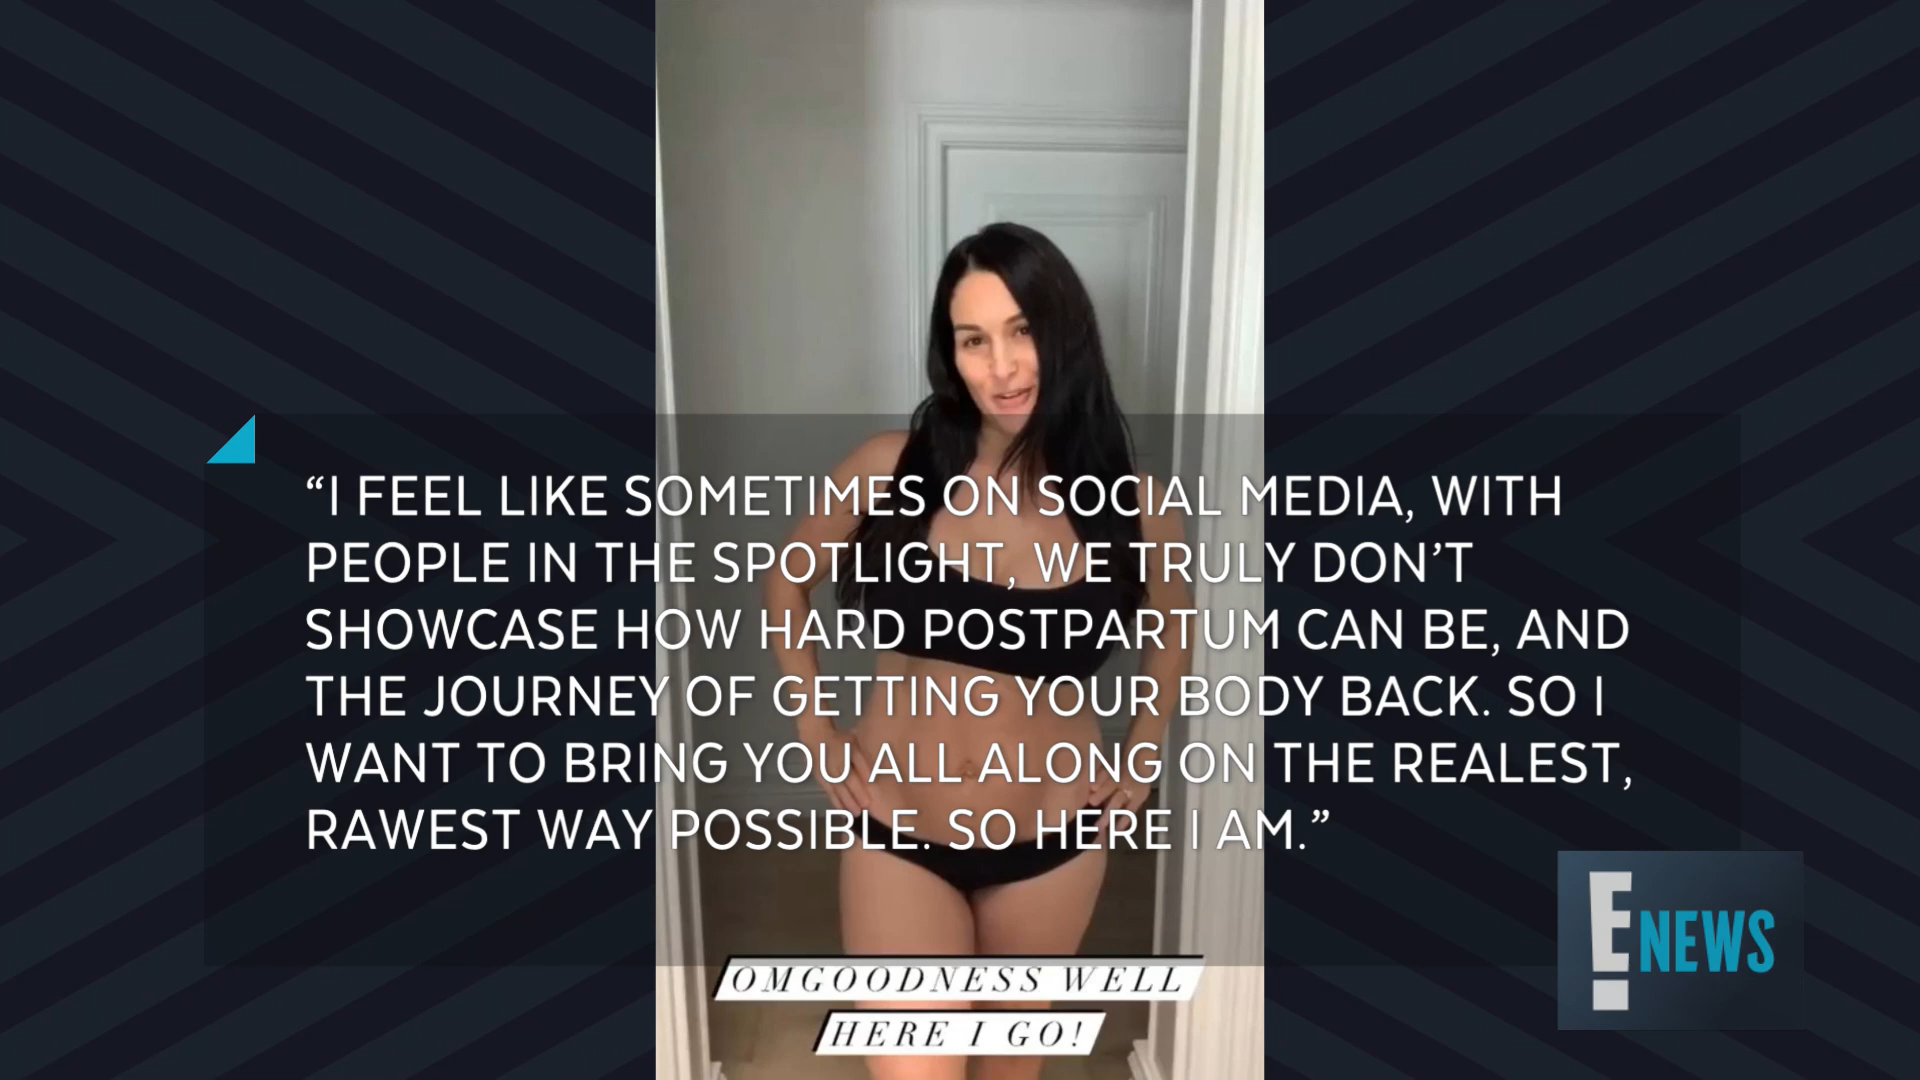 “I FEEL LIKE SOMETIMES ON SOCIAL MEDIA, WITH
PEOPLE IN THE SPOTLIGHT, WE TRULY DON’T
SHOWCASE HOW HARD POSTPARTUM CAN BE, AND
THE JOURNEY OF GETTING YOUR BODY BACK. SO I
WANT TO BRING YOU ALL ALONG ON THE REALEST,
RAWEST WAY POSSIBLE. SO HERE I AM.”
E! NEWS
OMGOODNESS WELL
HERE I GO!